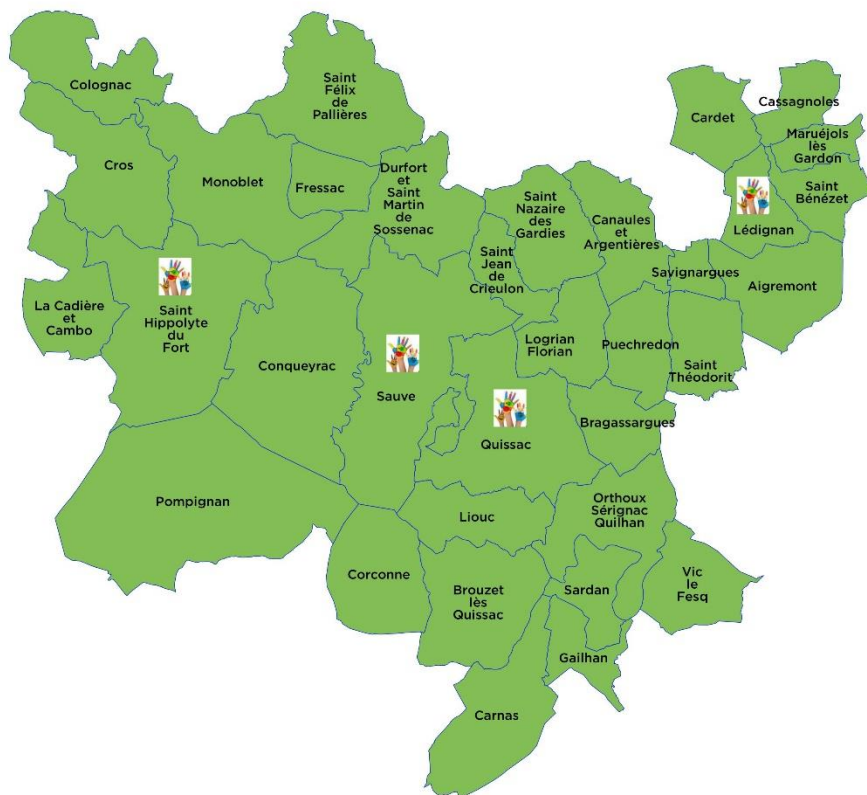 Colognac
Saint
Félix
de
Pallières
Cardet
Cassagnoles
Maruéjols
lès
Gardon
Cros
Monoblet
Fressac
Durfort et
Saint
Martin
de
Sossenac
Saint
Nazaire
des
Gardies
Canaules
et
Argentières
Saint
Bénézet
Lédignan
Saint
Jean
de
Crieulon
Savignargues
Aigremont
La Cadière
et
Cambo
Saint
Hippolyte
du
Fort
Conqueyrac
Sauve
Logrian
Florian
Puechredon
Saint
Théodorit
Quissac
Bragassargues
Pompignan
Liouc
Orthoux
Sérignac
Quilhan
Corconne
Brouzet
lès
Quissac
Sardan
Vic
le
Fesq
Gailhan
Carnas